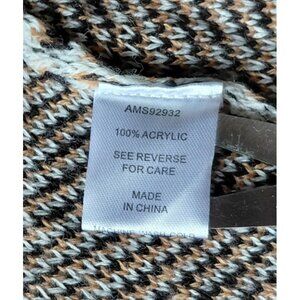 AMS92932
100% ACRYLIC
SEE REVERSE
FOR CARE
MADE
IN CHINA